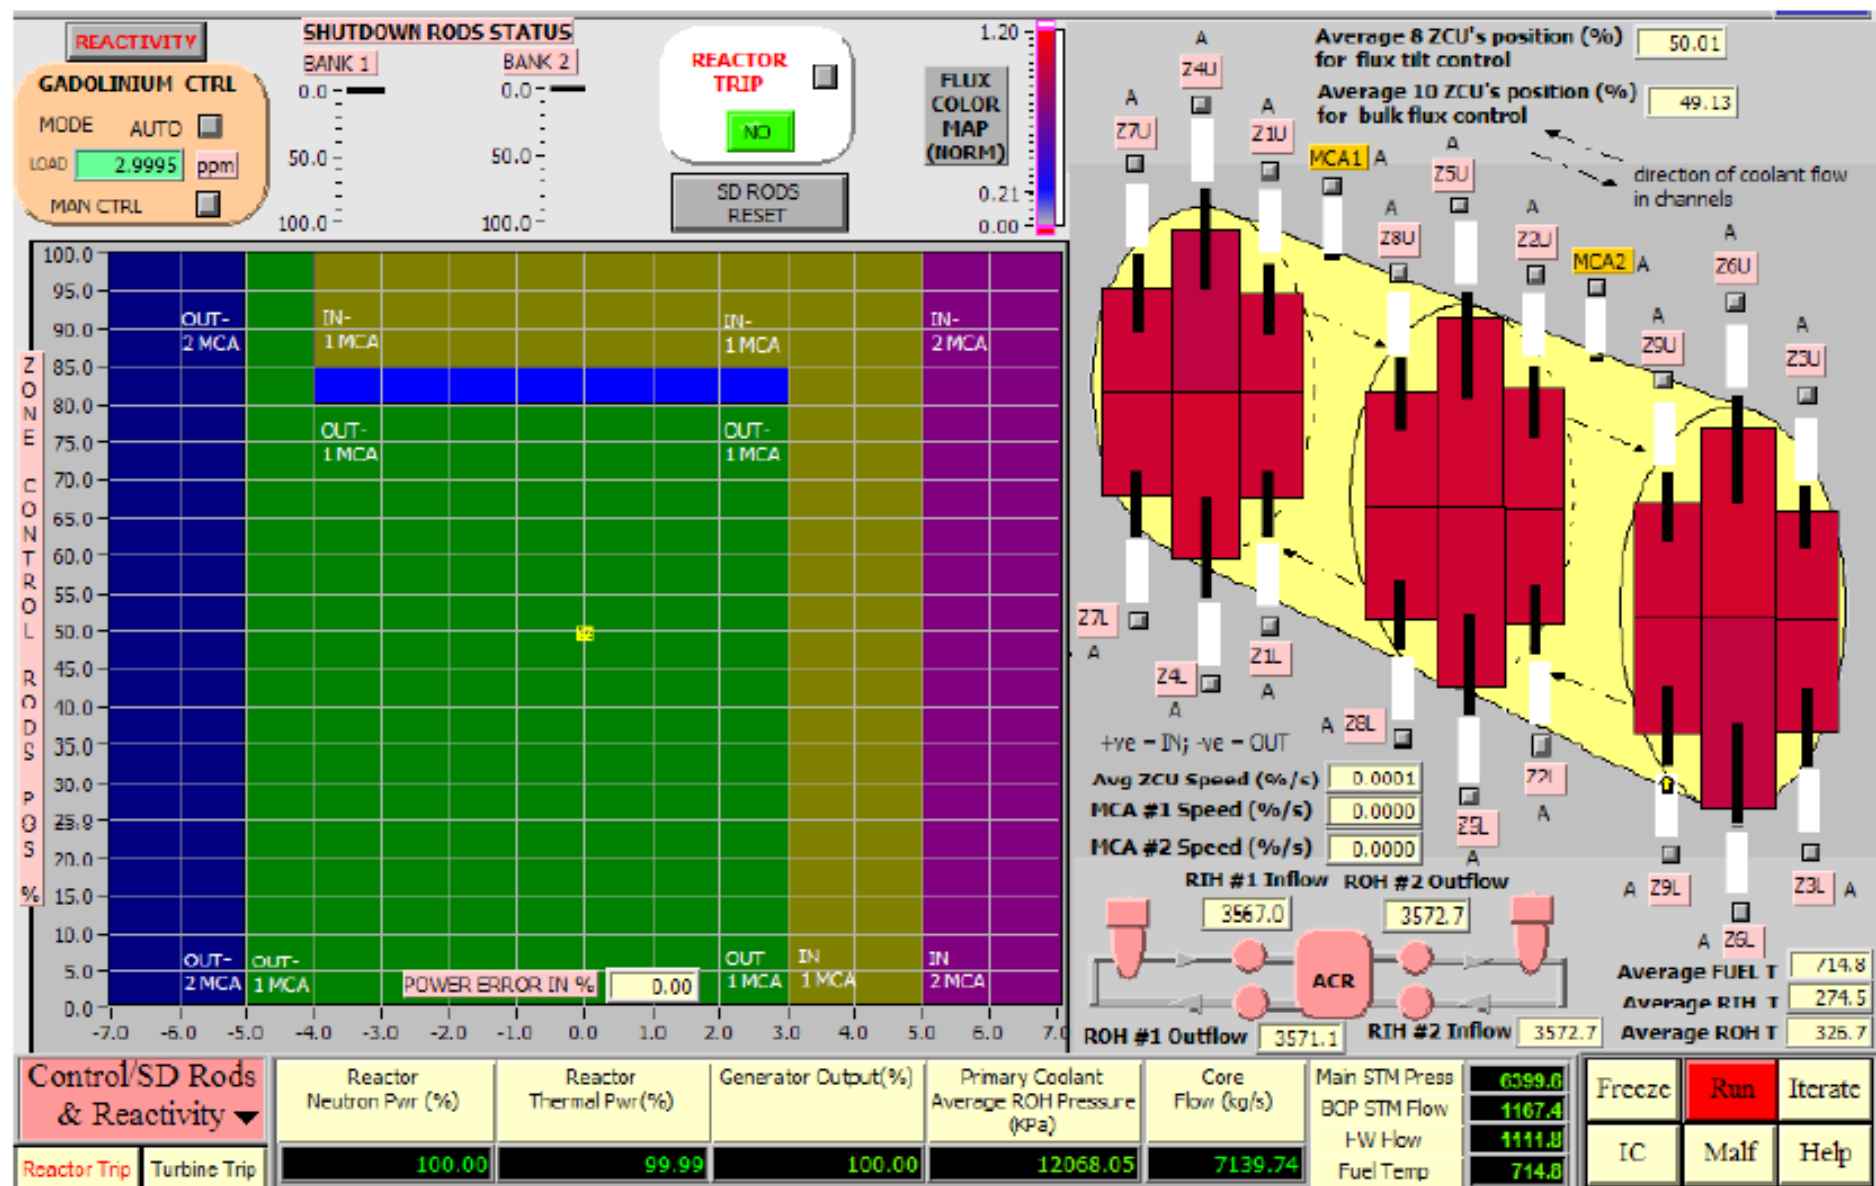 REACTIVITY
GADOLINIUM CTRL
MODE AUTO
LOAD 2.9995 ppm
MAN CTRL
SHUTDOWN RODS STATUS
BANK 1 BANK 2
0.0 0.0
50.0 50.0
100.0 100.0
REACTOR
TRIP
NO
SD RODS
RESET
FLUX
COLOR
MAP
(NORM)
1.20
0.21
0.00
Average 8 ZCU's position (%)
for flux tilt control
50.01
Average 10 ZCU's position (%)
for bulk flux control
49.13
direction of coolant flow
in channels
A
Z4U
A
Z7U
A
Z1U
MCA1 A
A
Z5U
A
Z8U
A
Z2U
MCA2 A
A
Z6U
A
Z9U
A
Z3U
ZONE CONTROL RODS POS %
100.0
95.0
90.0
85.0
80.0
75.0
70.0
65.0
60.0
55.0
50.0
45.0
40.0
35.0
30.0
20.0
15.0
10.0
5.0
0.0
OUT-
2 MCA
IN-
1 MCA
IN-
1 MCA
IN-
2 MCA
OUT-
1 MCA
OUT-
1 MCA
OUT-
2 MCA
OUT-
1 MCA
OUT
1 MCA
IN
1 MCA
IN
2 MCA
POWER ERROR IN % 0.00
-7.0 -6.0 -5.0 -4.0 -3.0 -2.0 -1.0 0.0 1.0 2.0 3.0 4.0 5.0 6.0 7.0
Z7L
A
Z4L
A
Z1L
A
A Z8L
Z5L
A
Z2L
A
A Z9L
A Z6L
Z3L A
+ve = IN; -ve = OUT
Avg ZCU Speed (%/s) 0.0001
MCA #1 Speed (%/s) 0.0000
MCA #2 Speed (%/s) 0.0000
RIH #1 Inflow ROH #2 Outflow
3567.0 3572.7
ACR
ROH #1 Outflow 3571.1 RIH #2 Inflow 3572.7
Average FUEL T 714.8
Average RIH T 274.5
Average ROH T 326.7
Control/SD Rods
& Reactivity
Reactor Trip Turbine Trip
Reactor
Neutron Pwr (%)
100.00
Reactor
Thermal Pwr(%)
99.99
Generator Output(%)
100.00
Primary Coolant
Average ROH Pressure
(KPa)
12068.05
Core
Flow (kg/s)
7139.74
Main STM Press 6399.6
BOP STM Flow 1167.4
FW Flow 1111.8
Fuel Temp 714.8
Freeze Run Iterate
IC Malf Help